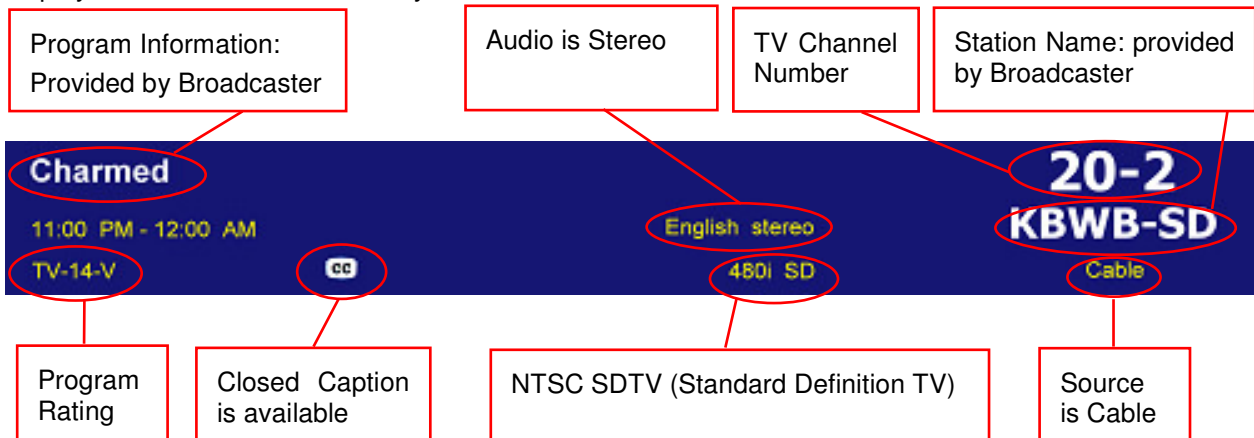 Program Information:
Provided by Broadcaster
Audio is Stereo
TV Channel
Number
Station Name: provided
by Broadcaster
Charmed
20-2
11:00 PM - 12:00 AM
English stereo
KBWB-SD
TV-14-V
cc
480i SD
Cable
Program
Rating
Closed Caption
is available
NTSC SDTV (Standard Definition TV)
Source
is Cable